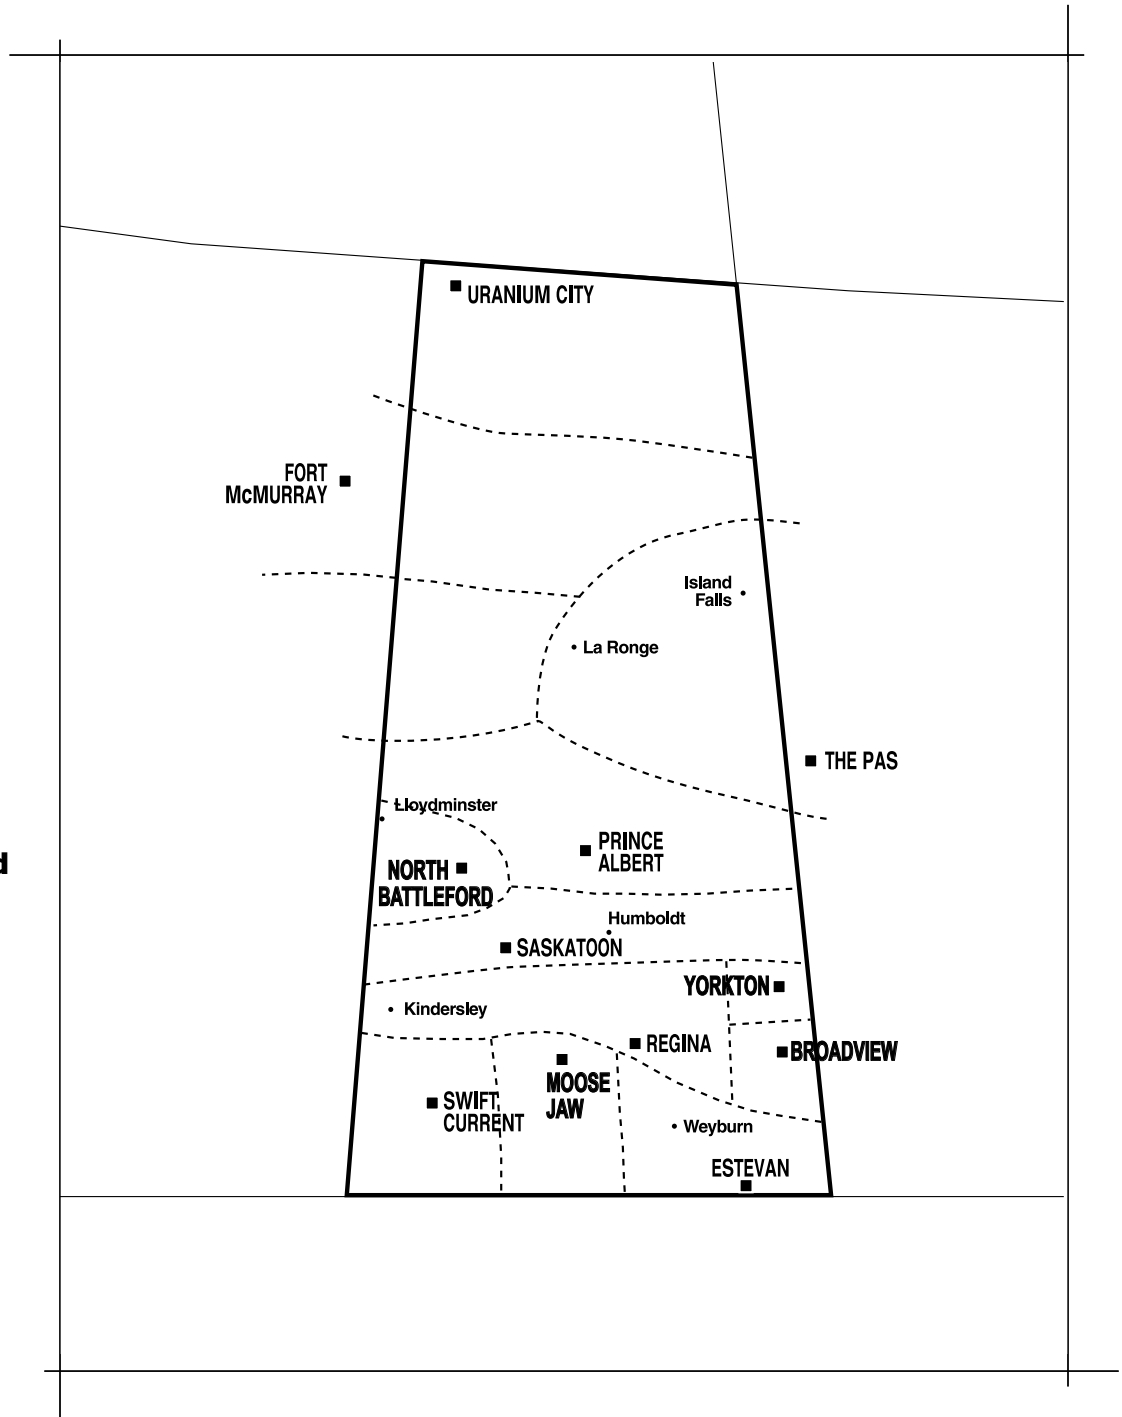 URANIUM CITY
FORT
McMURRAY
Island
Falls
La Ronge
THE PAS
Lloydminster
PRINCE
ALBERT
NORTH
BATTLEFORD
Humboldt
SASKATOON
YORKTON
Kindersley
REGINA
BROADVIEW
MOOSE
JAW
SWIFT
CURRENT
Weyburn
ESTEVAN